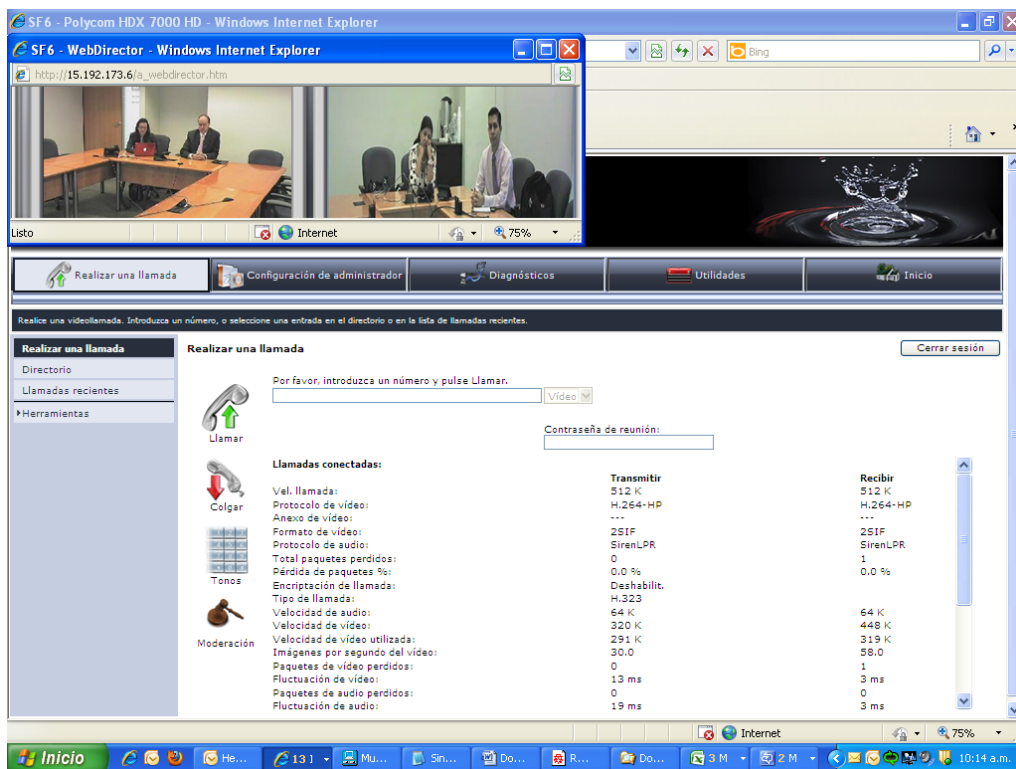 SF6 - Polycom HDX 7000 HD - Windows Internet Explorer
SF6 - WebDirector - Windows Internet Explorer
http://15.192.173.6/a_webdirector.htm
Bing
Listo
Internet
75%
Realizar una llamada
Configuración de administrador
Diagnósticos
Utilidades
Inicio
Realice una videollamada. Introduzca un número, o seleccione una entrada en el directorio o en la lista de llamadas recientes.
Realizar una llamada
Directorio
Llamadas recientes
Herramientas
Realizar una llamada
Cerrar sesión
Por favor, introduzca un número y pulse Llamar.
Vídeo
Contraseña de reunión:
Llamar
Colgar
Tonos
Moderación
Llamadas conectadas:
Transmitir Recibir
Vel. llamada: 512 K 512 K
Protocolo de vídeo: H.264-HP H.264-HP
Anexo de vídeo: --- ---
Formato de vídeo: 2SIF 2SIF
Protocolo de audio: SirenLPR SirenLPR
Total paquetes perdidos: 0 1
Pérdida de paquetes %: 0.0 % 0.0 %
Encriptación de llamada: Deshabilit.
Tipo de llamada: H.323
Velocidad de audio: 64 K 64 K
Velocidad de vídeo: 320 K 448 K
Velocidad de vídeo utilizada: 291 K 319 K
Imágenes por segundo del vídeo: 30.0 58.0
Paquetes de vídeo perdidos: 0 1
Fluctuación de vídeo: 13 ms 3 ms
Paquetes de audio perdidos: 0 0
Fluctuación de audio: 19 ms 3 ms
Internet
75%
Inicio
He...
Mu...
Sin...
Do...
R...
Do...
3 M
2 M
10:14 a.m.